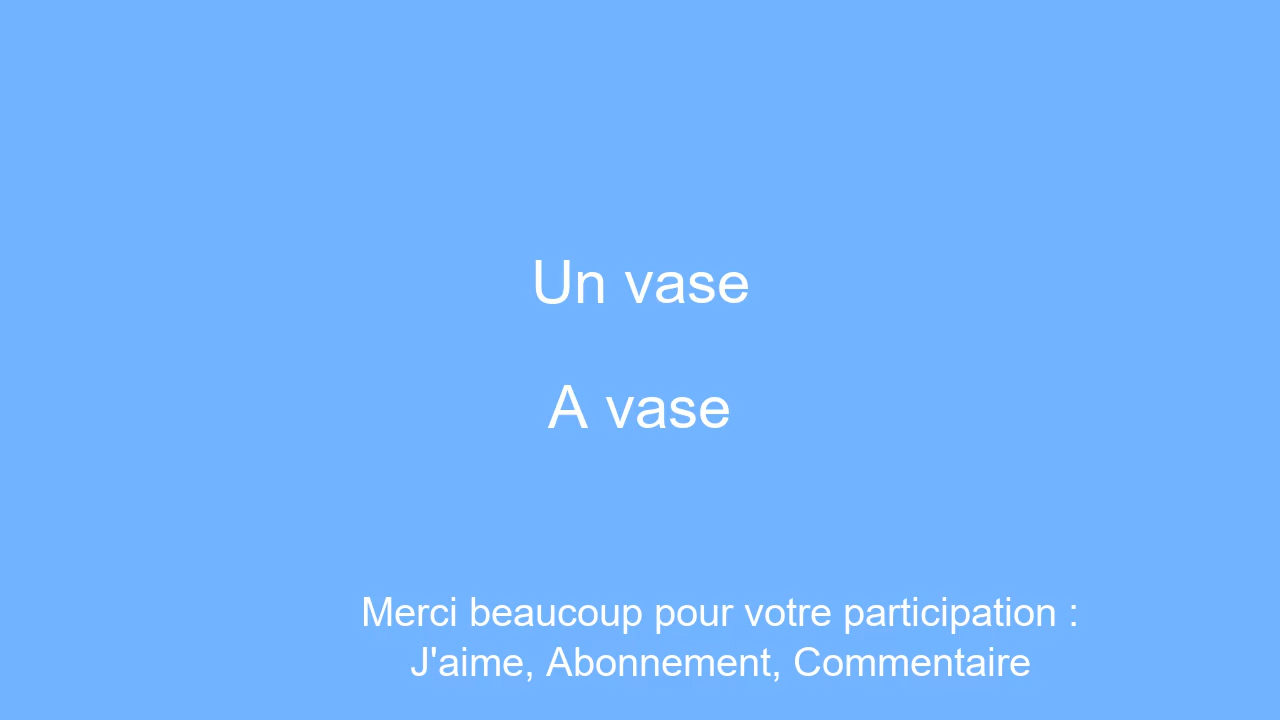 Un vase
A vase
Merci beaucoup pour votre participation :
J'aime, Abonnement, Commentaire